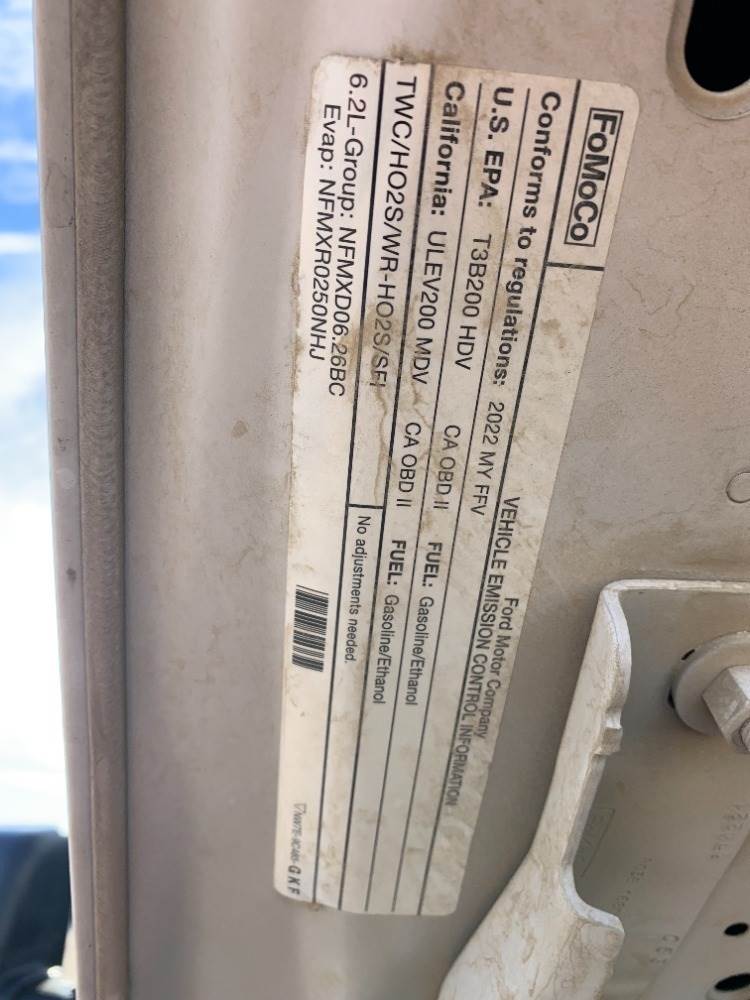 FoMoCo
Ford Motor Company
VEHICLE EMISSION CONTROL INFORMATION
Conforms to regulations: 2022 MY FFV
U.S. EPA: T3B200 HDV CA OBD II FUEL: Gasoline/Ethanol
California: ULEV200 MDV CA OBD II FUEL: Gasoline/Ethanol
TWC/HO2S/WR-HO2S/SFI
No adjustments needed.
6.2L-Group: NFMXD06.26BC
Evap: NFMXR0250NHJ
GKF